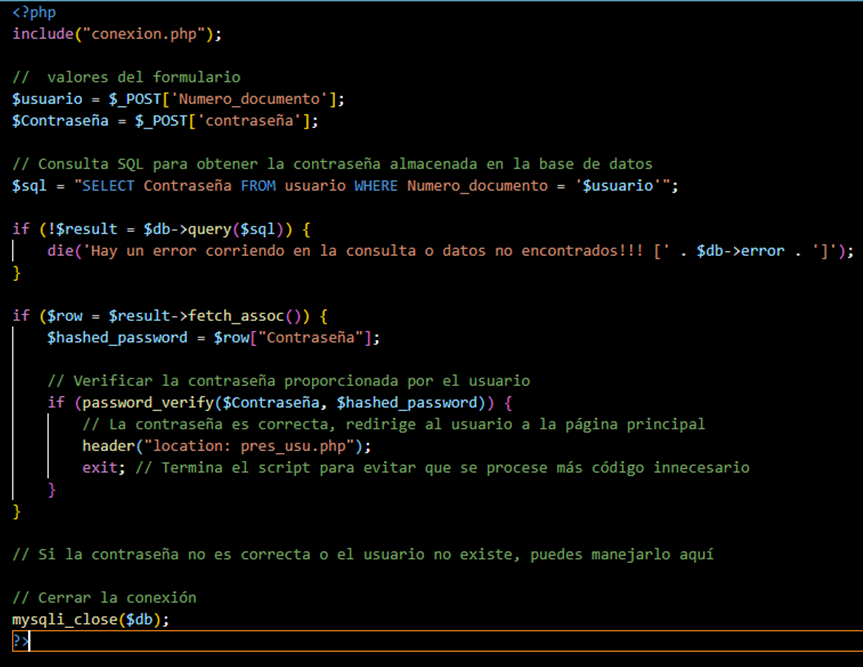 <?php
include("conexion.php");
//  valores del formulario
$usuario = $_POST['Numero_documento'];
$Contraseña = $_POST['contraseña'];
// Consulta SQL para obtener la contraseña almacenada en la base de datos
$sql = "SELECT Contraseña FROM usuario WHERE Numero_documento = '$usuario'";
if (!$result = $db->query($sql)) {
    die('Hay un error corriendo en la consulta o datos no encontrados!!! [' . $db->error . ']');
}
if ($row = $result->fetch_assoc()) {
    $hashed_password = $row["Contraseña"];
    // Verificar la contraseña proporcionada por el usuario
    if (password_verify($Contraseña, $hashed_password)) {
        // La contraseña es correcta, redirige al usuario a la página principal
        header("location: pres_usu.php");
        exit; // Termina el script para evitar que se procese más código innecesario
    }
}
// Si la contraseña no es correcta o el usuario no existe, puedes manejarlo aquí
// Cerrar la conexión
mysqli_close($db);
?>